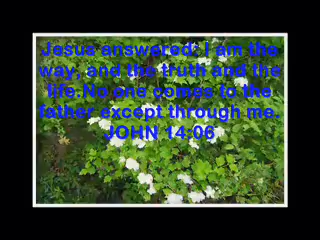 Jesus answered: I am the
way, and the truth and the
life.No one comes to the
father except through me.
JOHN 14:06